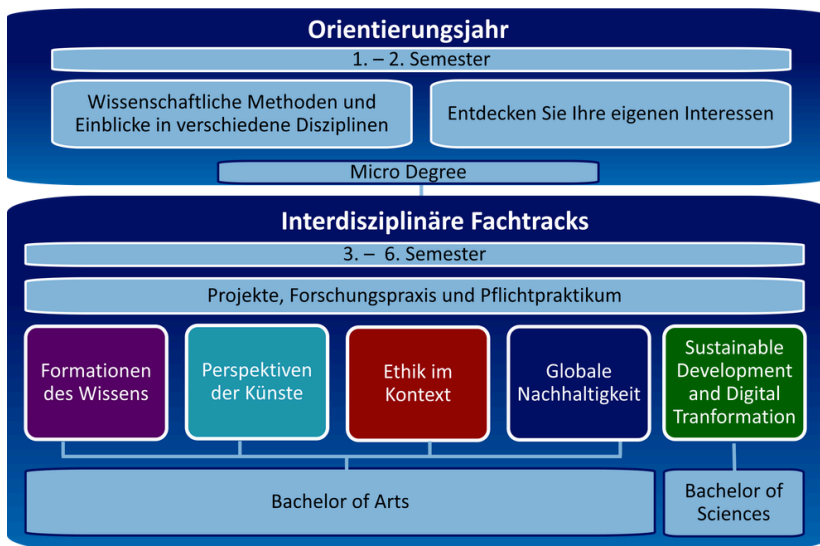 Orientierungsjahr
1. – 2. Semester
Wissenschaftliche Methoden und
Einblicke in verschiedene Disziplinen
Entdecken Sie Ihre eigenen Interessen
Micro Degree
Interdisziplinäre Fachtracks
3. – 6. Semester
Projekte, Forschungspraxis und Pflichtpraktikum
Formationen
des Wissens
Perspektiven
der Künste
Ethik im
Kontext
Globale
Nachhaltigkeit
Sustainable
Development
and Digital
Tranformation
Bachelor of Arts
Bachelor of
Sciences